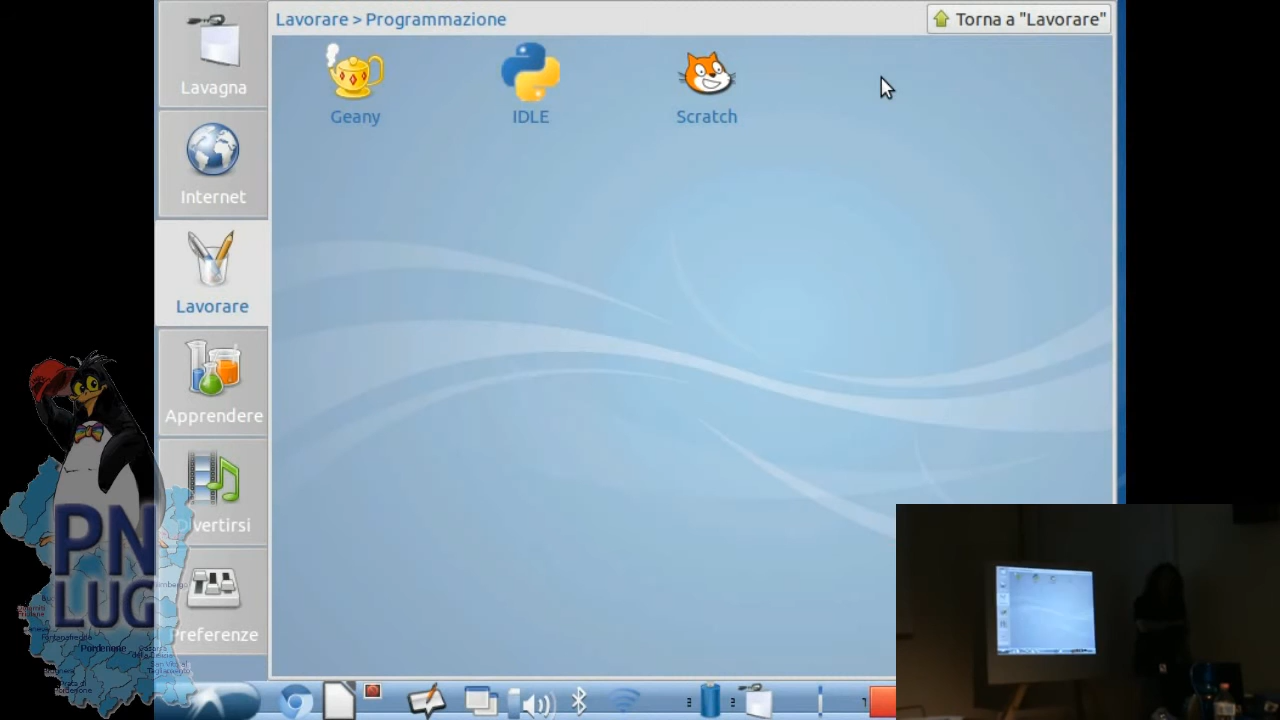 Lavorare > Programmazione
Torna a "Lavorare"
Lavagna
Geany
IDLE
Scratch
Internet
Lavorare
Apprendere
Divertirsi
Preferenze
PN
LUG
Pordenone